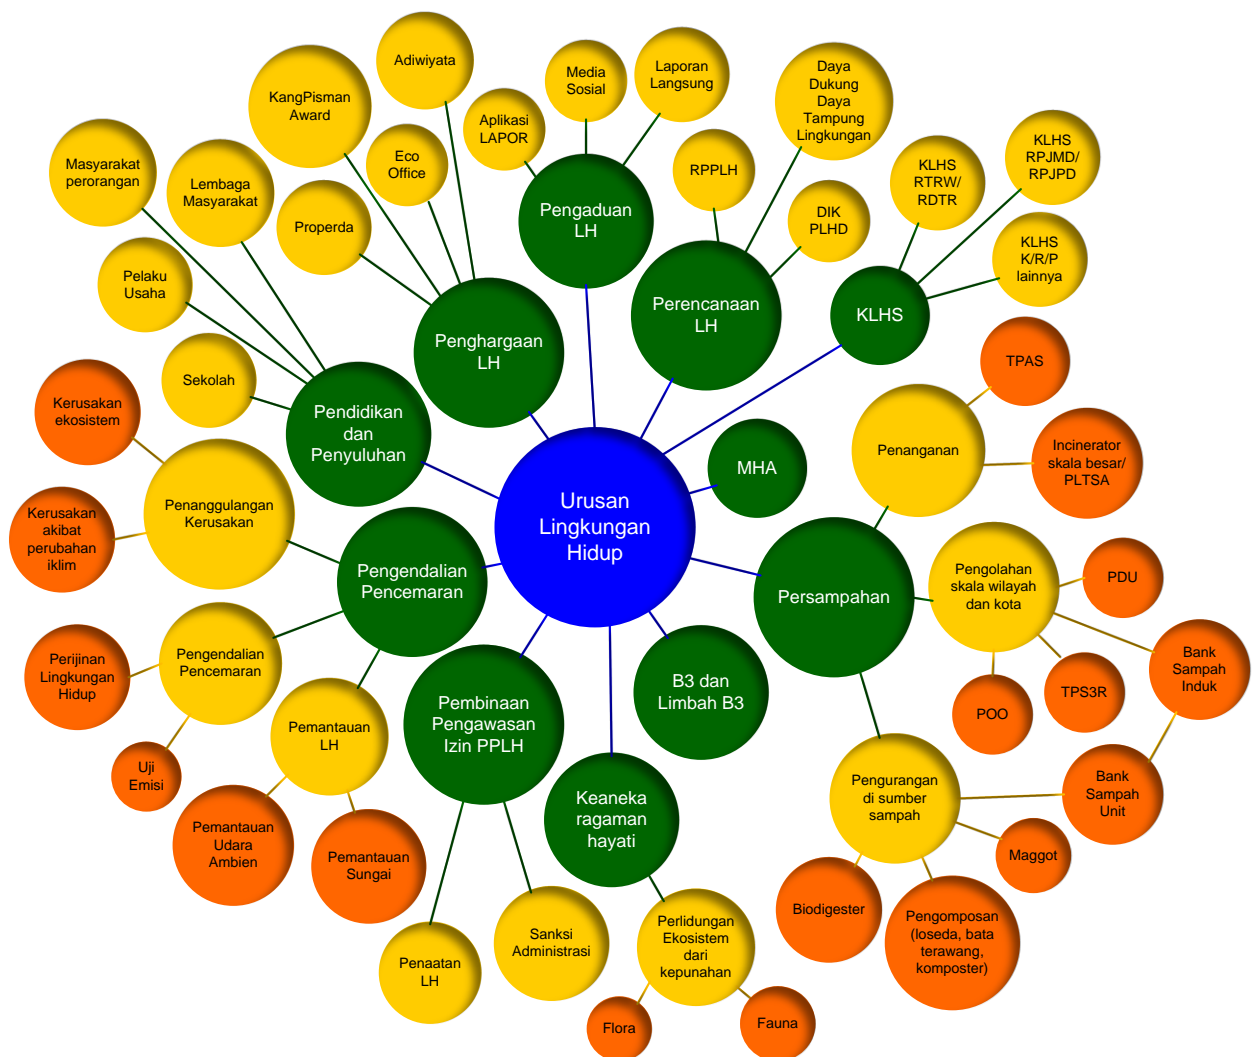 Urusan
Lingkungan
Hidup
Pengaduan
LH
Aplikasi
LAPOR
Media
Sosial
Laporan
Langsung
Perencanaan
LH
RPPLH
Daya
Dukung
Daya
Tampung
Lingkungan
DIK
PLHD
KLHS
KLHS
RTRW/
RDTR
KLHS
RPJMD/
RPJPD
KLHS
K/R/P
lainnya
MHA
Persampahan
Penanganan
TPAS
Incinerator
skala besar/
PLTSA
Pengolahan
skala wilayah
dan kota
PDU
Bank
Sampah
Induk
TPS3R
POO
Pengurangan
di sumber
sampah
Bank
Sampah
Unit
Maggot
Pengomposan
(loseda, bata
terawang,
komposter)
Biodigester
B3 dan
Limbah B3
Keaneka
ragaman
hayati
Perlidungan
Ekosistem
dari
kepunahan
Flora
Fauna
Pembinaan
Pengawasan
Izin PPLH
Sanksi
Administrasi
Penaatan
LH
Pengendalian
Pencemaran
Pemantauan
LH
Pemantauan
Sungai
Pemantauan
Udara
Ambien
Pengendalian
Pencemaran
Uji
Emisi
Perijinan
Lingkungan
Hidup
Penanggulangan
Kerusakan
Kerusakan
akibat
perubahan
iklim
Kerusakan
ekosistem
Pendidikan
dan
Penyuluhan
Sekolah
Pelaku
Usaha
Masyarakat
perorangan
Lembaga
Masyarakat
Penghargaan
LH
Properda
KangPisman
Award
Eco
Office
Adiwiyata